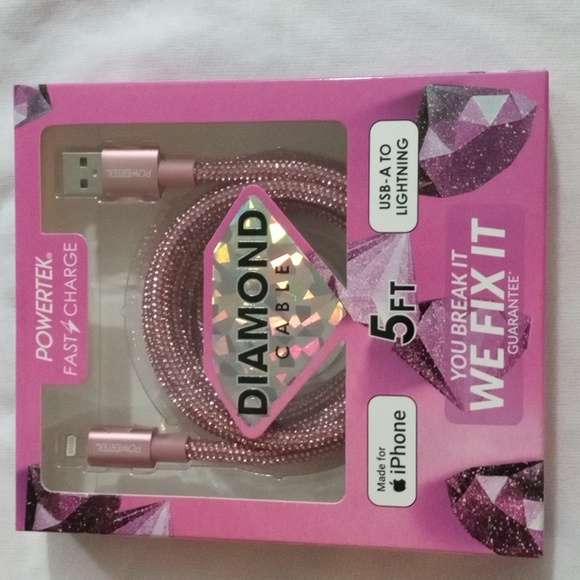 POWERTEK®
FAST CHARGE
POWERTEK
POWERTEK
DIAMOND
CABLE
USB-A TO
LIGHTNING
5FT
Made for
iPhone
YOU BREAK IT
WE FIX IT
GUARANTEE*